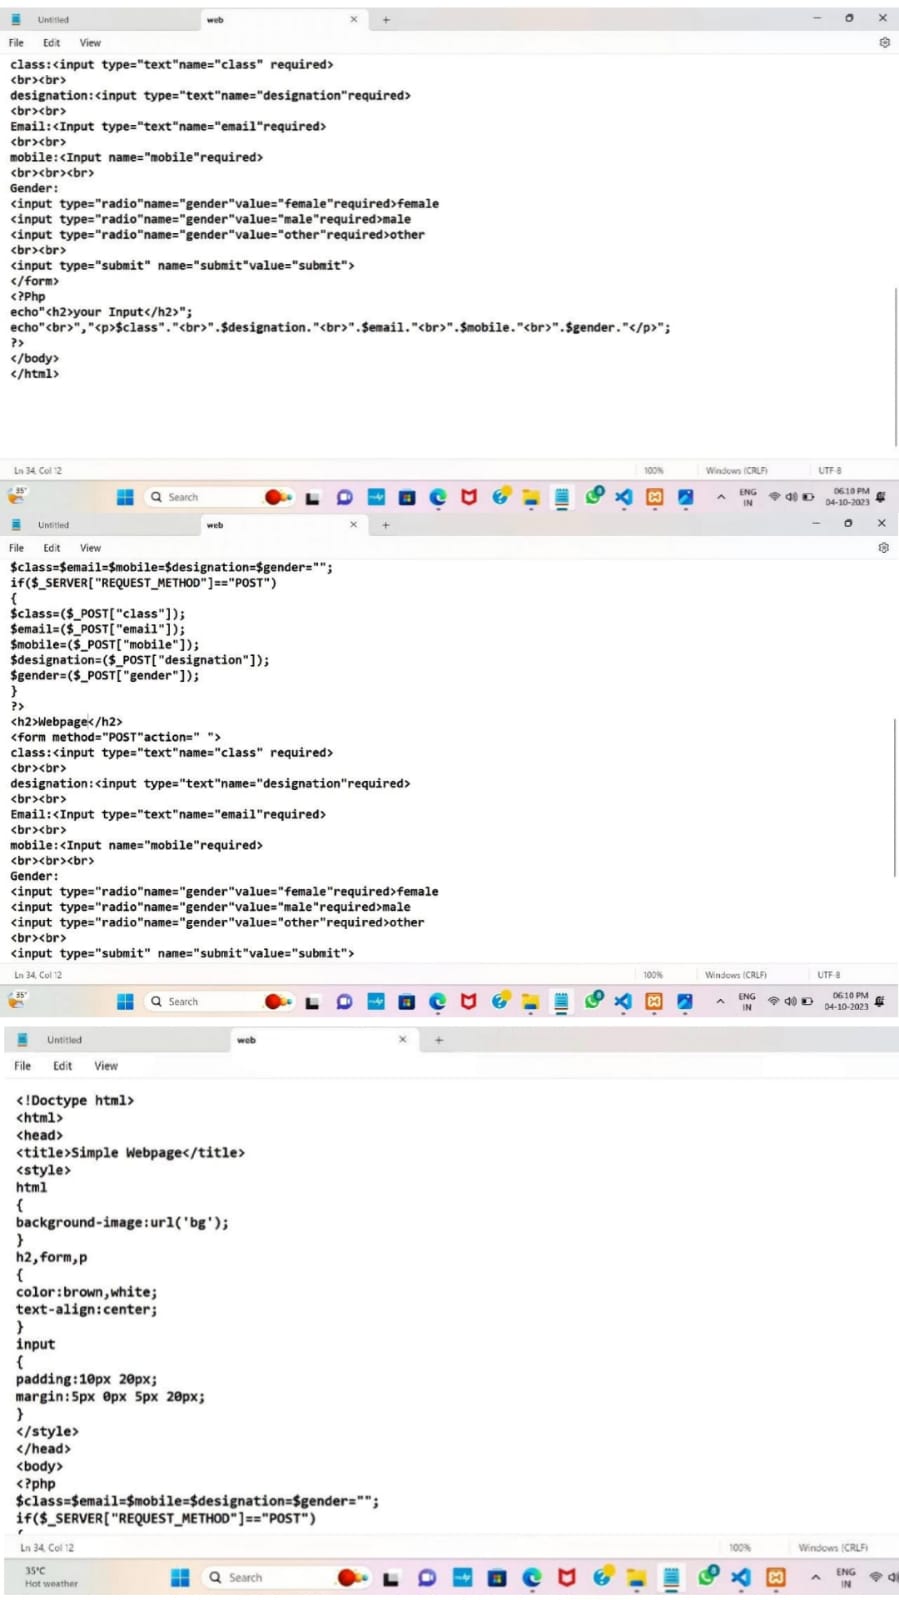 Untitled web × +
File Edit View
class:<input type="text"name="class" required>
<br><br>
designation:<input type="text"name="designation"required>
<br><br>
Email:<Input type="text"name="email"required>
<br><br>
mobile:<Input name="mobile"required>
<br><br><br>
Gender:
<input type="radio"name="gender"value="female"required>female
<input type="radio"name="gender"value="male"required>male
<input type="radio"name="gender"value="other"required>other
<br><br>
<input type="submit" name="submit"value="submit">
</form>
<?Php
echo"<h2>your Input</h2>";
echo"<br>","<p>$class"."<br>".$designation."<br>".$email."<br>".$mobile."<br>".$gender."</p>";
?>
</body>
</html>
Ln 34, Col 12 100% Windows (CRLF) UTF-8
35° Search ENG IN 06:10 PM 04-10-2023
Untitled web × +
File Edit View
$class=$email=$mobile=$designation=$gender="";
if($_SERVER["REQUEST_METHOD"]=="POST")
{
$class=($_POST["class"]);
$email=($_POST["email"]);
$mobile=($_POST["mobile"]);
$designation=($_POST["designation"]);
$gender=($_POST["gender"]);
}
?>
<h2>Webpage</h2>
<form method="POST"action=" ">
class:<input type="text"name="class" required>
<br><br>
designation:<input type="text"name="designation"required>
<br><br>
Email:<Input type="text"name="email"required>
<br><br>
mobile:<Input name="mobile"required>
<br><br><br>
Gender:
<input type="radio"name="gender"value="female"required>female
<input type="radio"name="gender"value="male"required>male
<input type="radio"name="gender"value="other"required>other
<br><br>
<input type="submit" name="submit"value="submit">
Ln 34, Col 12 100% Windows (CRLF) UTF-8
35° Search ENG IN 06:10 PM 04-10-2023
Untitled web × +
File Edit View
<!Doctype html>
<html>
<head>
<title>Simple Webpage</title>
<style>
html
{
background-image:url('bg');
}
h2,form,p
{
color:brown,white;
text-align:center;
}
input
{
padding:10px 20px;
margin:5px 0px 5px 20px;
}
</style>
</head>
<body>
<?php
$class=$email=$mobile=$designation=$gender="";
if($_SERVER["REQUEST_METHOD"]=="POST")
{
Ln 34, Col 12 100% Windows (CRLF)
35°C Hot weather Search ENG IN